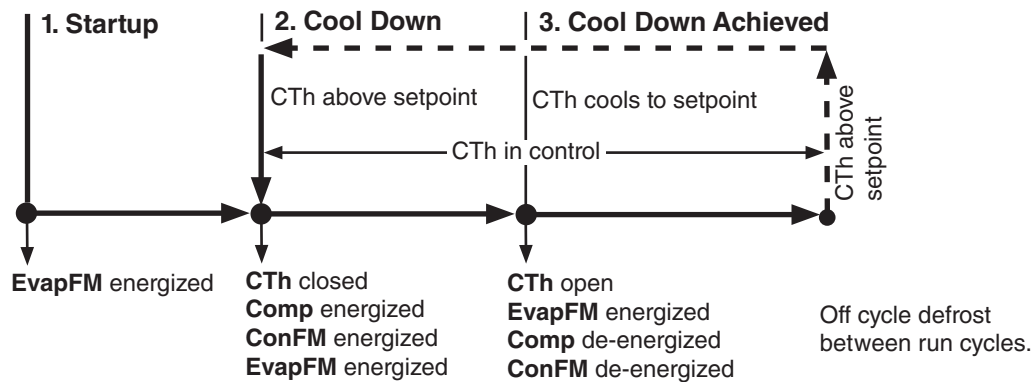 1. Startup
2. Cool Down
3. Cool Down Achieved
CTh above setpoint
CTh cools to setpoint
CTh in control
CTh above
setpoint
EvapFM energized
CTh closed
Comp energized
ConFM energized
EvapFM energized
CTh open
EvapFM energized
Comp de-energized
ConFM de-energized
Off cycle defrost
between run cycles.